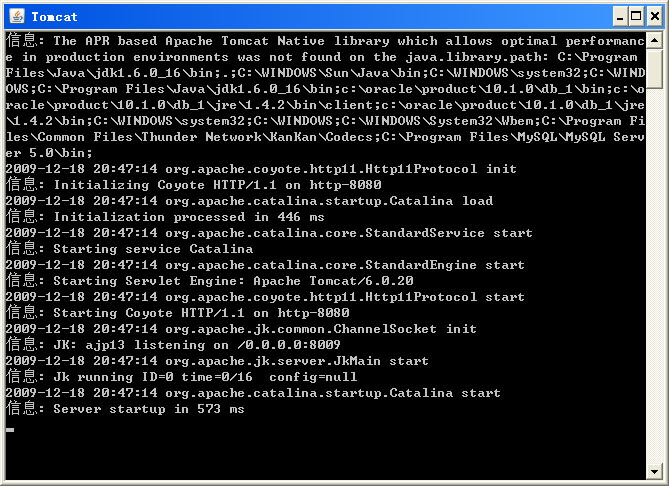 Tomcat
信息: The APR based Apache Tomcat Native library which allows optimal performanc
e in production environments was not found on the java.library.path: C:\Program
Files\Java\jdk1.6.0_16\bin;.;C:\WINDOWS\Sun\Java\bin;C:\WINDOWS\system32;C:\WIND
OWS;C:\Program Files\Java\jdk1.6.0_16\bin;c:\oracle\product\10.1.0\db_1\bin;c:\o
racle\product\10.1.0\db_1\jre\1.4.2\bin\client;c:\oracle\product\10.1.0\db_1\jre
\1.4.2\bin;C:\WINDOWS\system32;C:\WINDOWS;C:\WINDOWS\System32\Wbem;C:\Program Fi
les\Common Files\Thunder Network\KanKan\Codecs;C:\Program Files\MySQL\MySQL Serv
er 5.0\bin;
2009-12-18 20:47:14 org.apache.coyote.http11.Http11Protocol init
信息: Initializing Coyote HTTP/1.1 on http-8080
2009-12-18 20:47:14 org.apache.catalina.startup.Catalina load
信息: Initialization processed in 446 ms
2009-12-18 20:47:14 org.apache.catalina.core.StandardService start
信息: Starting service Catalina
2009-12-18 20:47:14 org.apache.catalina.core.StandardEngine start
信息: Starting Servlet Engine: Apache Tomcat/6.0.20
2009-12-18 20:47:14 org.apache.coyote.http11.Http11Protocol start
信息: Starting Coyote HTTP/1.1 on http-8080
2009-12-18 20:47:14 org.apache.jk.common.ChannelSocket init
信息: JK: ajp13 listening on /0.0.0.0:8009
2009-12-18 20:47:14 org.apache.jk.server.JkMain start
信息: Jk running ID=0 time=0/16  config=null
2009-12-18 20:47:14 org.apache.catalina.startup.Catalina start
信息: Server startup in 573 ms